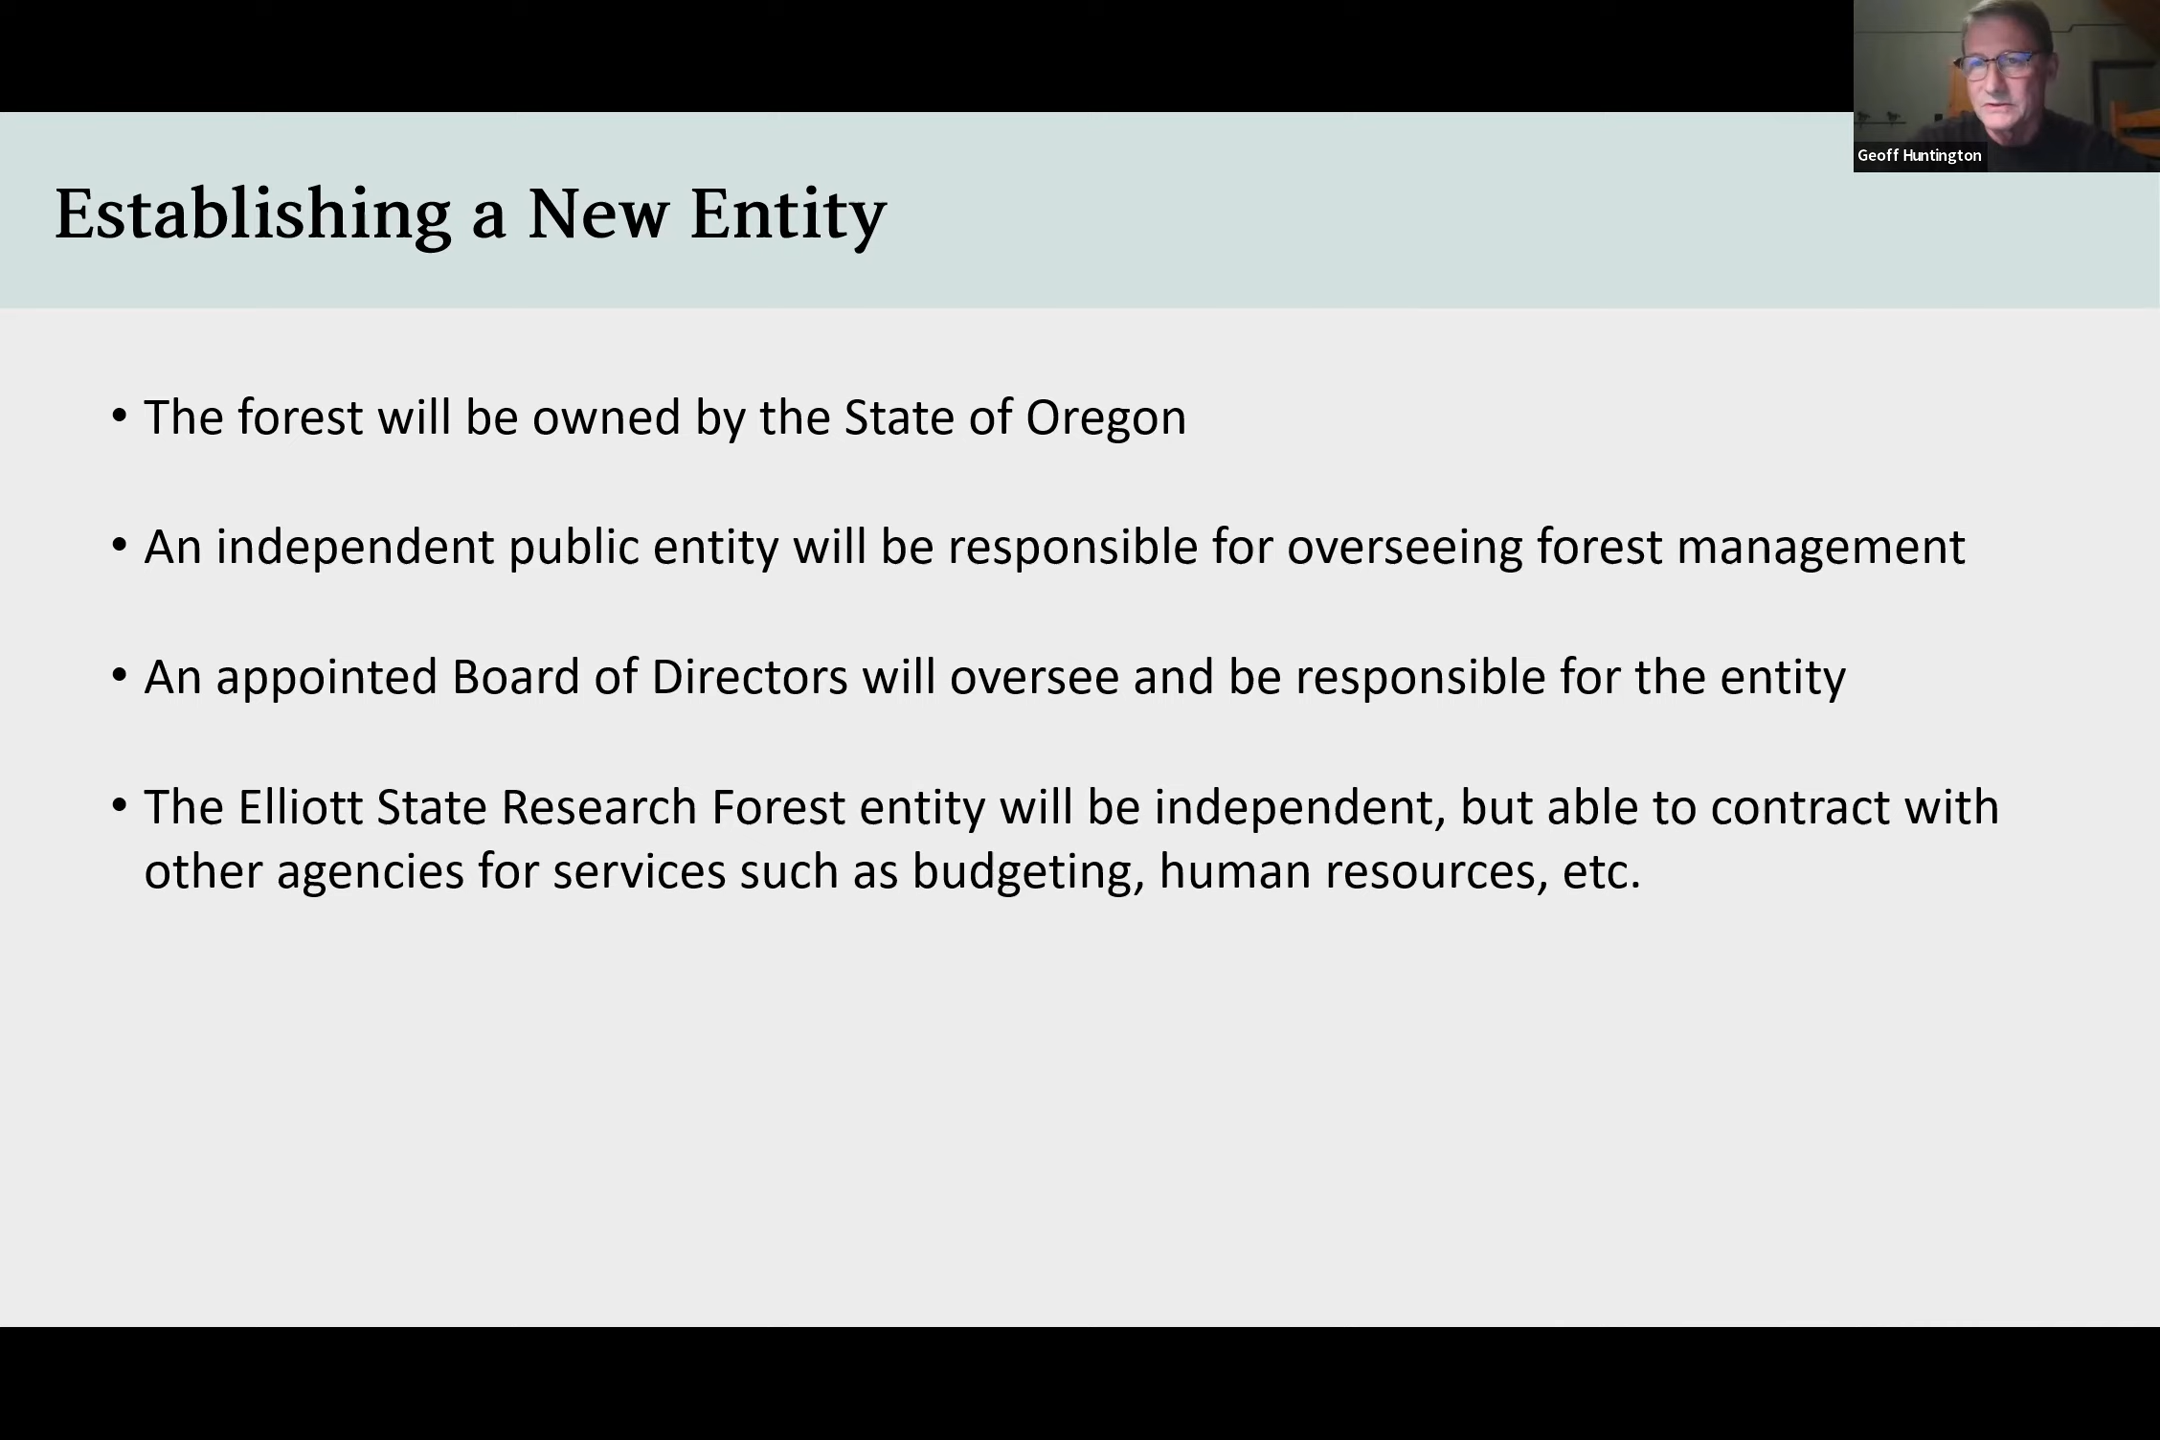 Geoff Huntington
Establishing a New Entity
• The forest will be owned by the State of Oregon
• An independent public entity will be responsible for overseeing forest management
• An appointed Board of Directors will oversee and be responsible for the entity
• The Elliott State Research Forest entity will be independent, but able to contract with
other agencies for services such as budgeting, human resources, etc.